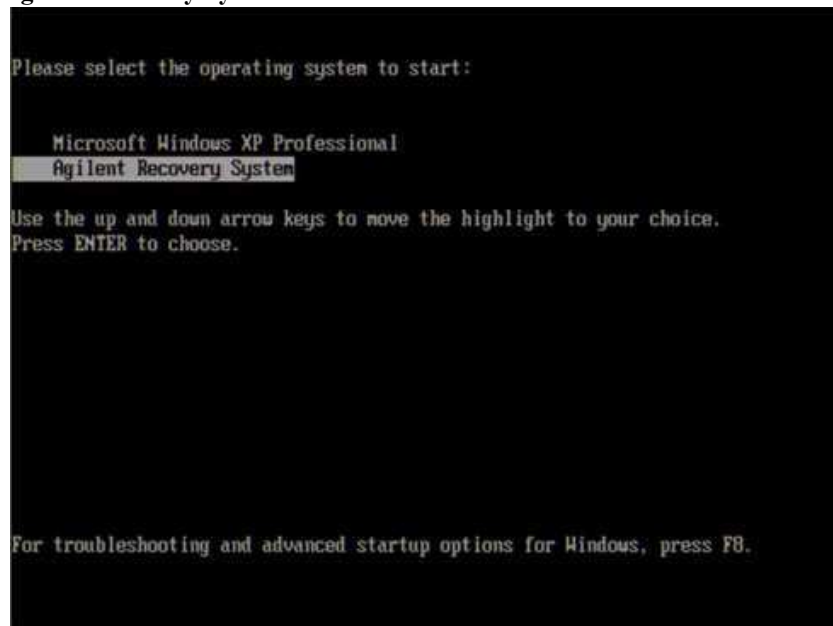 Please select the operating system to start:
Microsoft Windows XP Professional
Agilent Recovery System
Use the up and down arrow keys to move the highlight to your choice.
Press ENTER to choose.
For troubleshooting and advanced startup options for Windows, press F8.